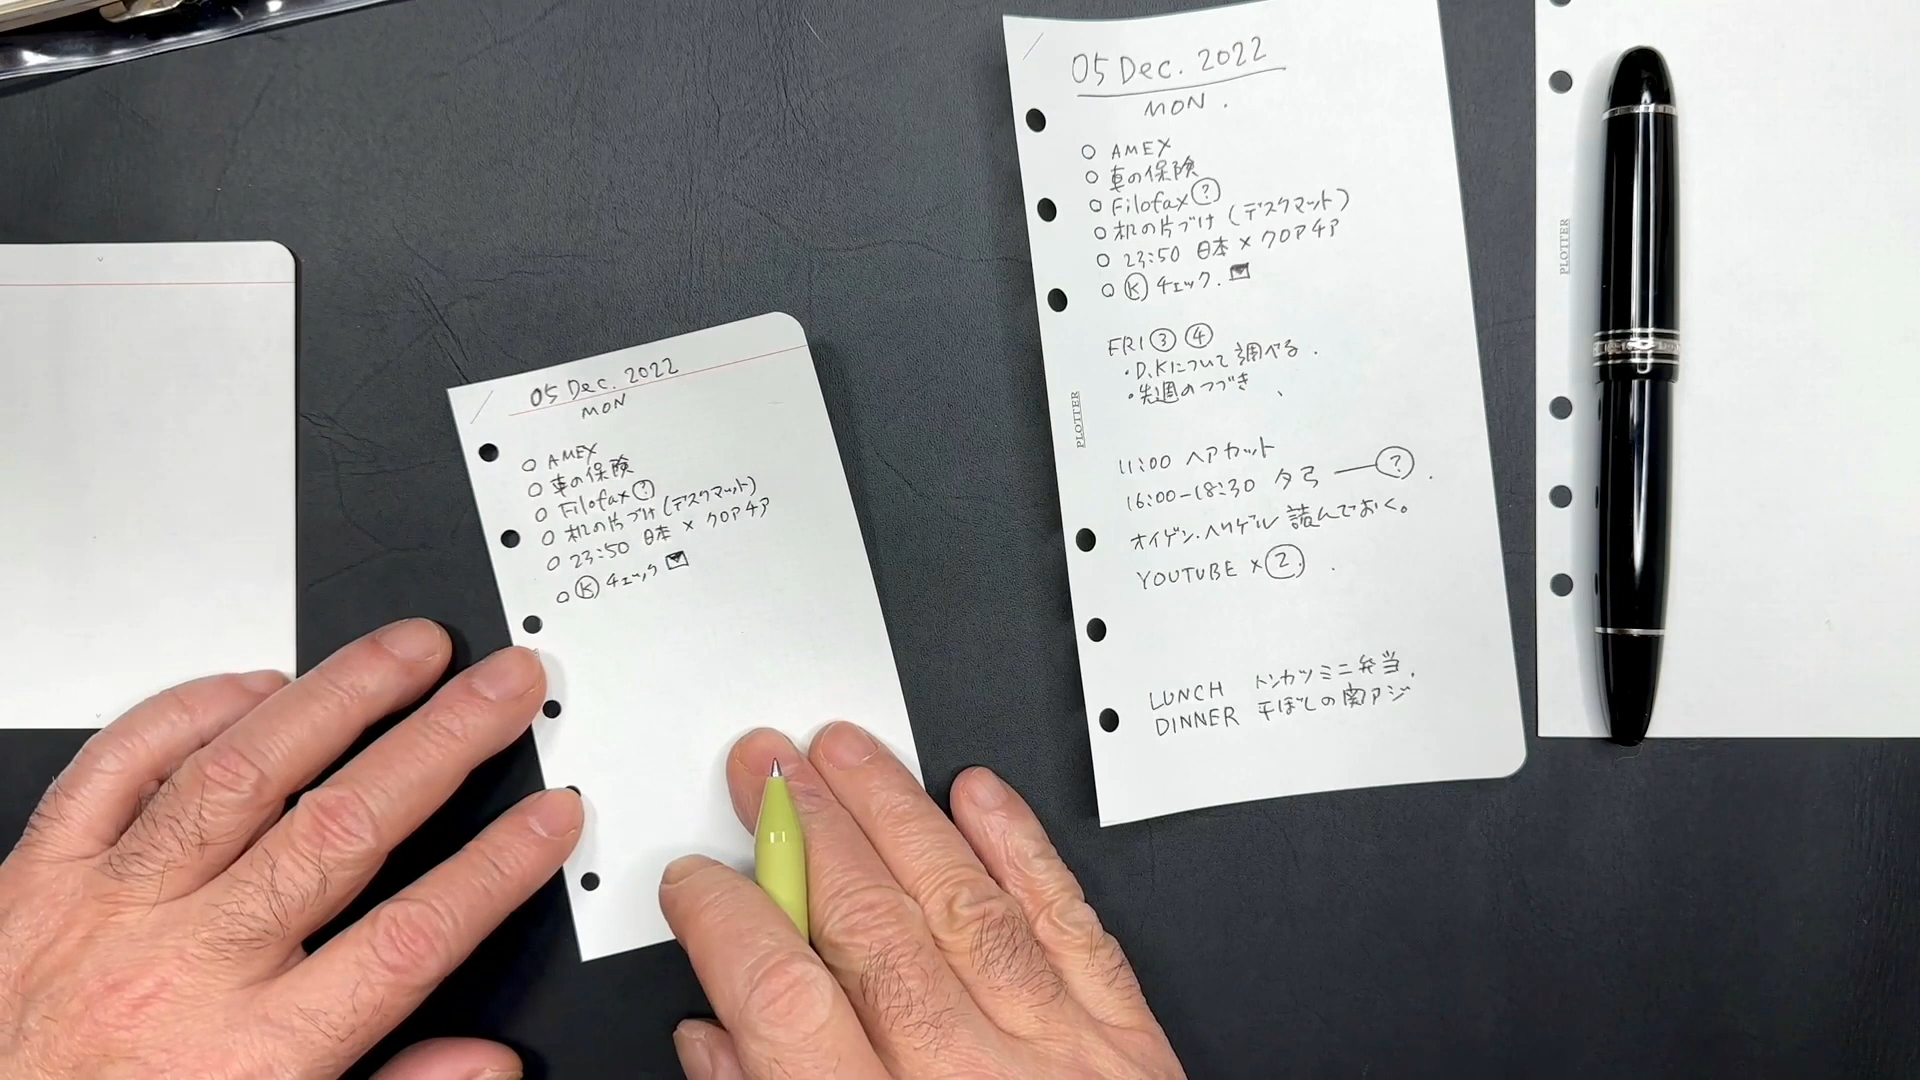 05 Dec. 2022
MON
○ AMEX
○ 車の保険
○ Filofax ?
○ 机の片づけ (デスクマット)
○ 23:50 日本 × クロアチア
○ Ⓚ チェック
05 Dec. 2022
MON.
○ AMEX
○ 車の保険
○ Filofax ?
○ 机の片づけ (デスクマット)
○ 23:50 日本 × クロアチア
○ Ⓚ チェック.
FRI ③ ④
・D.Kについて調べる.
・先週のつづき
11:00 ヘアカット
16:00-18:30 夕弓 — ?
オイゲン.ヘリゲル 読んでおく。
YOUTUBE × ②
LUNCH トンカツミニ弁当.
DINNER 平ぼしの関アジ
PLOTTER
PLOTTER